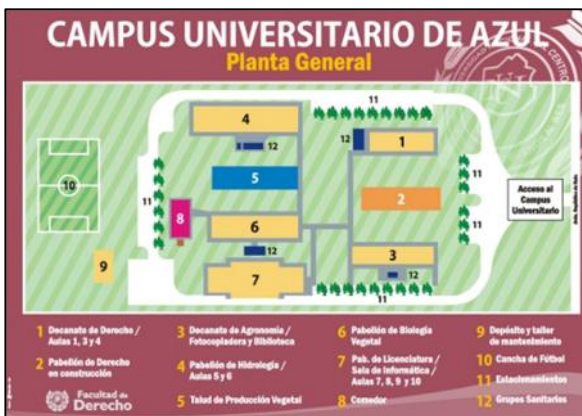 CAMPUS UNIVERSITARIO DE AZUL
Planta General
11
4
12
12
1
10
11
5
11
8
2
Acceso al
Campus
Universitario
6
11
12
3
9
7
12
11
1 Decanato de Derecho /
Aulas 1, 3 y 4
2 Pabellón de Derecho
en construcción
Facultad de
Derecho
3 Decanato de Agronomía /
Fotocopiadora y Biblioteca
4 Pabellón de Hidrología /
Aulas 5 y 6
5 Talud de Producción Vegetal
6 Pabellón de Biología
Vegetal
7 Pab. de Licenciatura /
Sala de Informática /
Aulas 7, 8, 9 y 10
8 Comedor
9 Depósito y taller
de mantenimiento
10 Cancha de Fútbol
11 Estacionamientos
12 Grupos Sanitarios